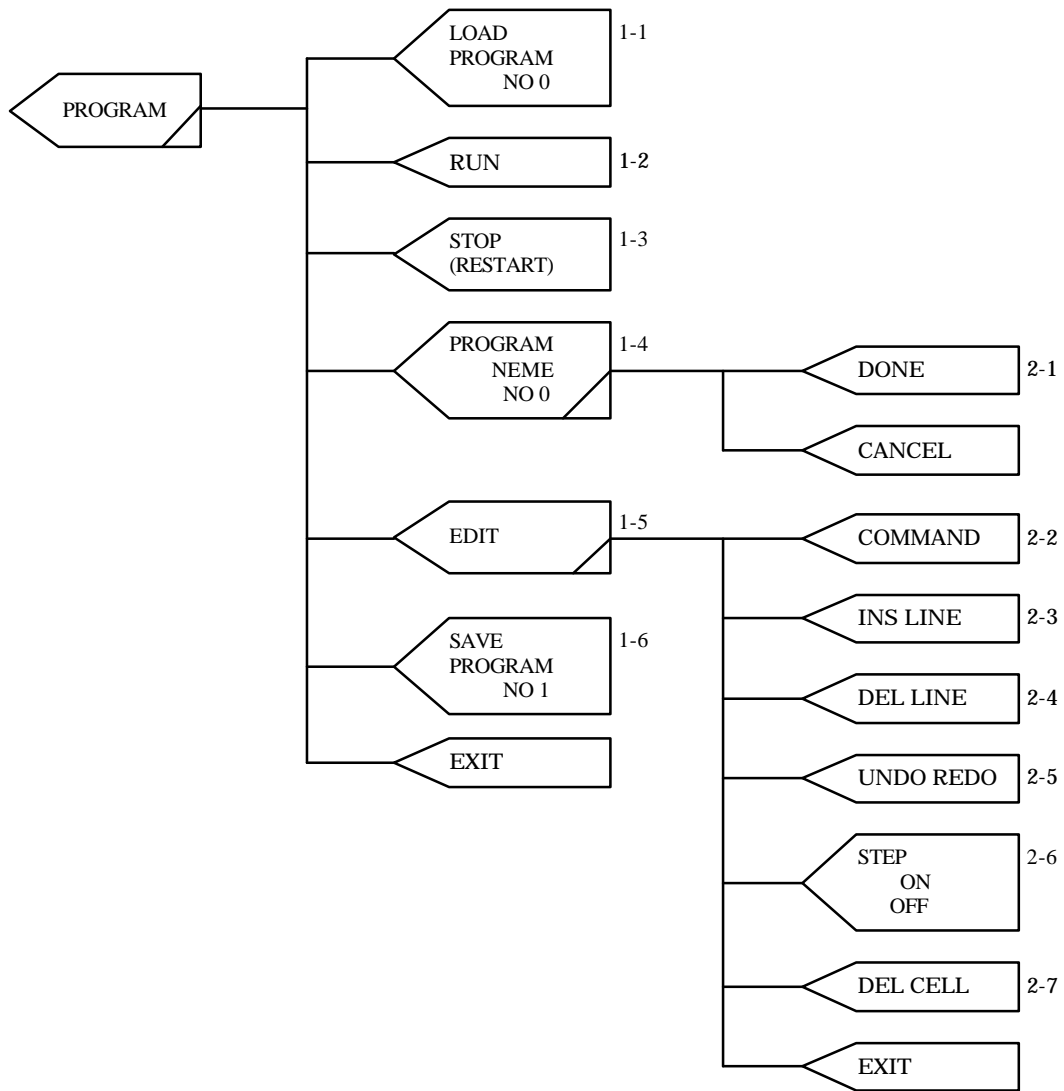 PROGRAM
LOAD
PROGRAM
NO 0
1-1
RUN
1-2
STOP
(RESTART)
1-3
PROGRAM
NEME
NO 0
1-4
DONE
2-1
CANCEL
EDIT
1-5
COMMAND
2-2
INS LINE
2-3
DEL LINE
2-4
UNDO REDO
2-5
STEP
ON
OFF
2-6
DEL CELL
2-7
EXIT
SAVE
PROGRAM
NO 1
1-6
EXIT